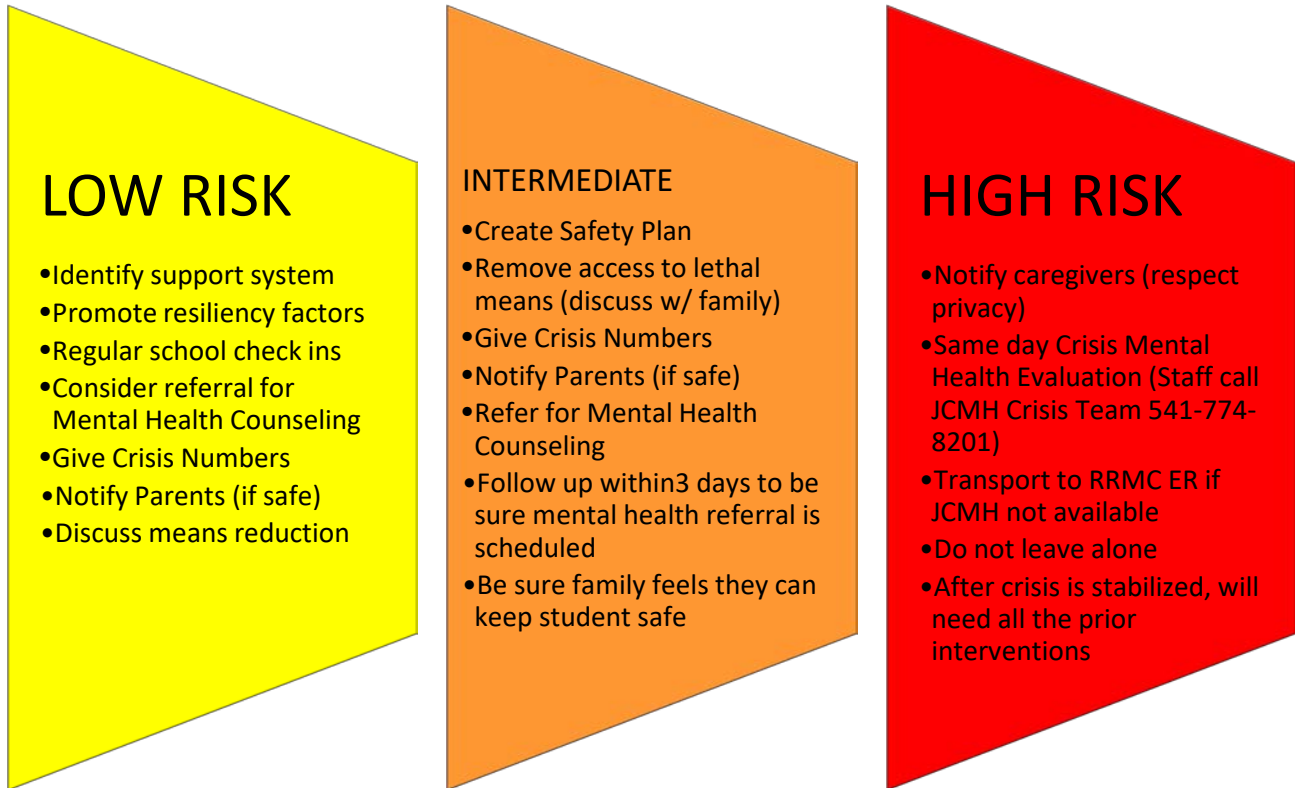 LOW RISK
•Identify support system
•Promote resiliency factors
•Regular school check ins
•Consider referral for
Mental Health Counseling
•Give Crisis Numbers
•Notify Parents (if safe)
•Discuss means reduction
INTERMEDIATE
•Create Safety Plan
•Remove access to lethal
means (discuss w/ family)
•Give Crisis Numbers
•Notify Parents (if safe)
•Refer for Mental Health
Counseling
•Follow up within3 days to be
sure mental health referral is
scheduled
•Be sure family feels they can
keep student safe
HIGH RISK
•Notify caregivers (respect
privacy)
•Same day Crisis Mental
Health Evaluation (Staff call
JCMH Crisis Team 541-774-
8201)
•Transport to RRMC ER if
JCMH not available
•Do not leave alone
•After crisis is stabilized, will
need all the prior
interventions